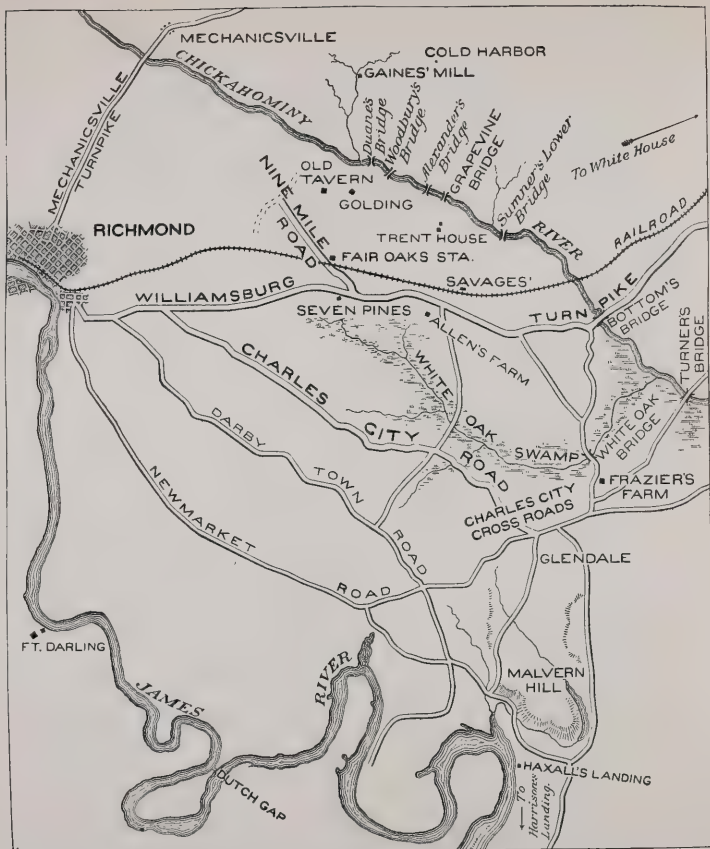 MECHANICSVILLE
MECHANICSVILLE
TURNPIKE
CHICKAHOMINY
RIVER
COLD HARBOR
GAINES' MILL
Duane's
Bridge
Woodbury's
Bridge
Alexander's
Bridge
GRAPEVINE
BRIDGE
Sumner's Lower
Bridge
To White House
OLD
TAVERN
GOLDING
NINE MILE
ROAD
TRENT HOUSE
RICHMOND
FAIR OAKS STA.
RAILROAD
SAVAGES'
WILLIAMSBURG
TURNPIKE
SEVEN PINES
ALLEN'S FARM
BOTTOM'S
BRIDGE
TURNER'S
BRIDGE
WHITE OAK
SWAMP
WHITE OAK
BRIDGE
CHARLES
CITY
ROAD
DARBY
TOWN
ROAD
FRAZIER'S
FARM
CHARLES CITY
CROSS ROADS
GLENDALE
NEWMARKET
ROAD
MALVERN
HILL
FT. DARLING
JAMES
RIVER
DUTCH GAP
HAXALL'S LANDING
To
Harrison's
Landing.